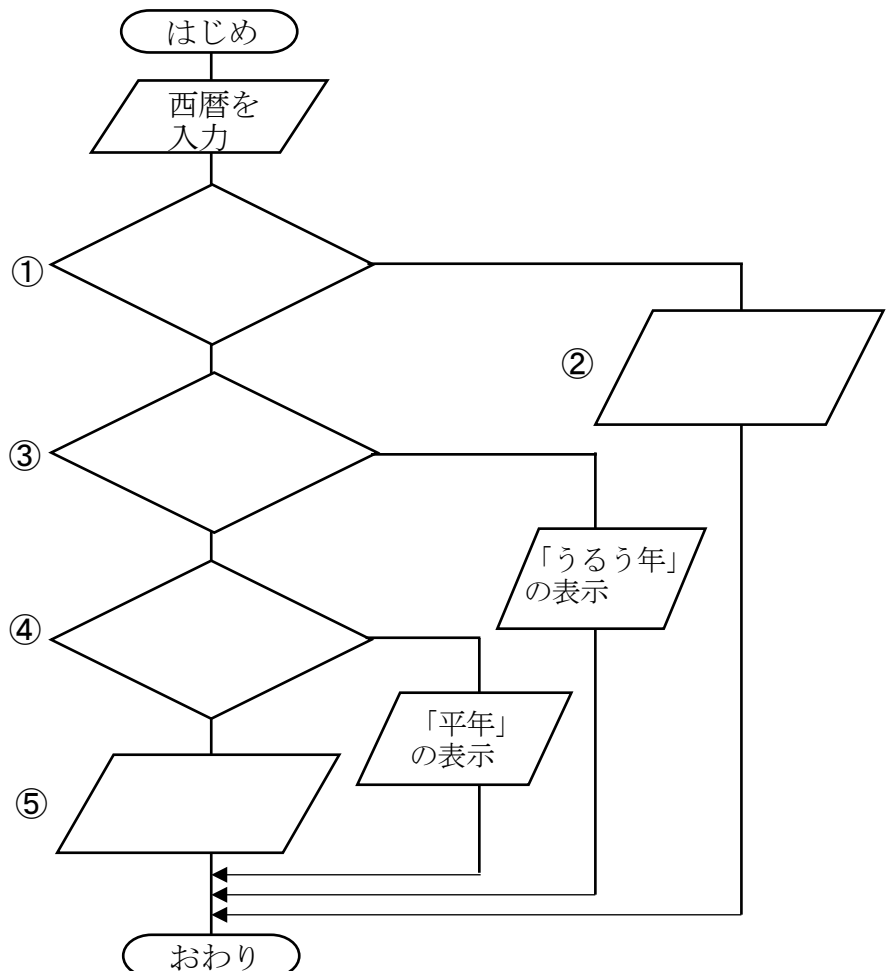 はじめ
西暦を
入力
①
②
③
「うるう年」
の表示
④
「平年」
の表示
⑤
おわり